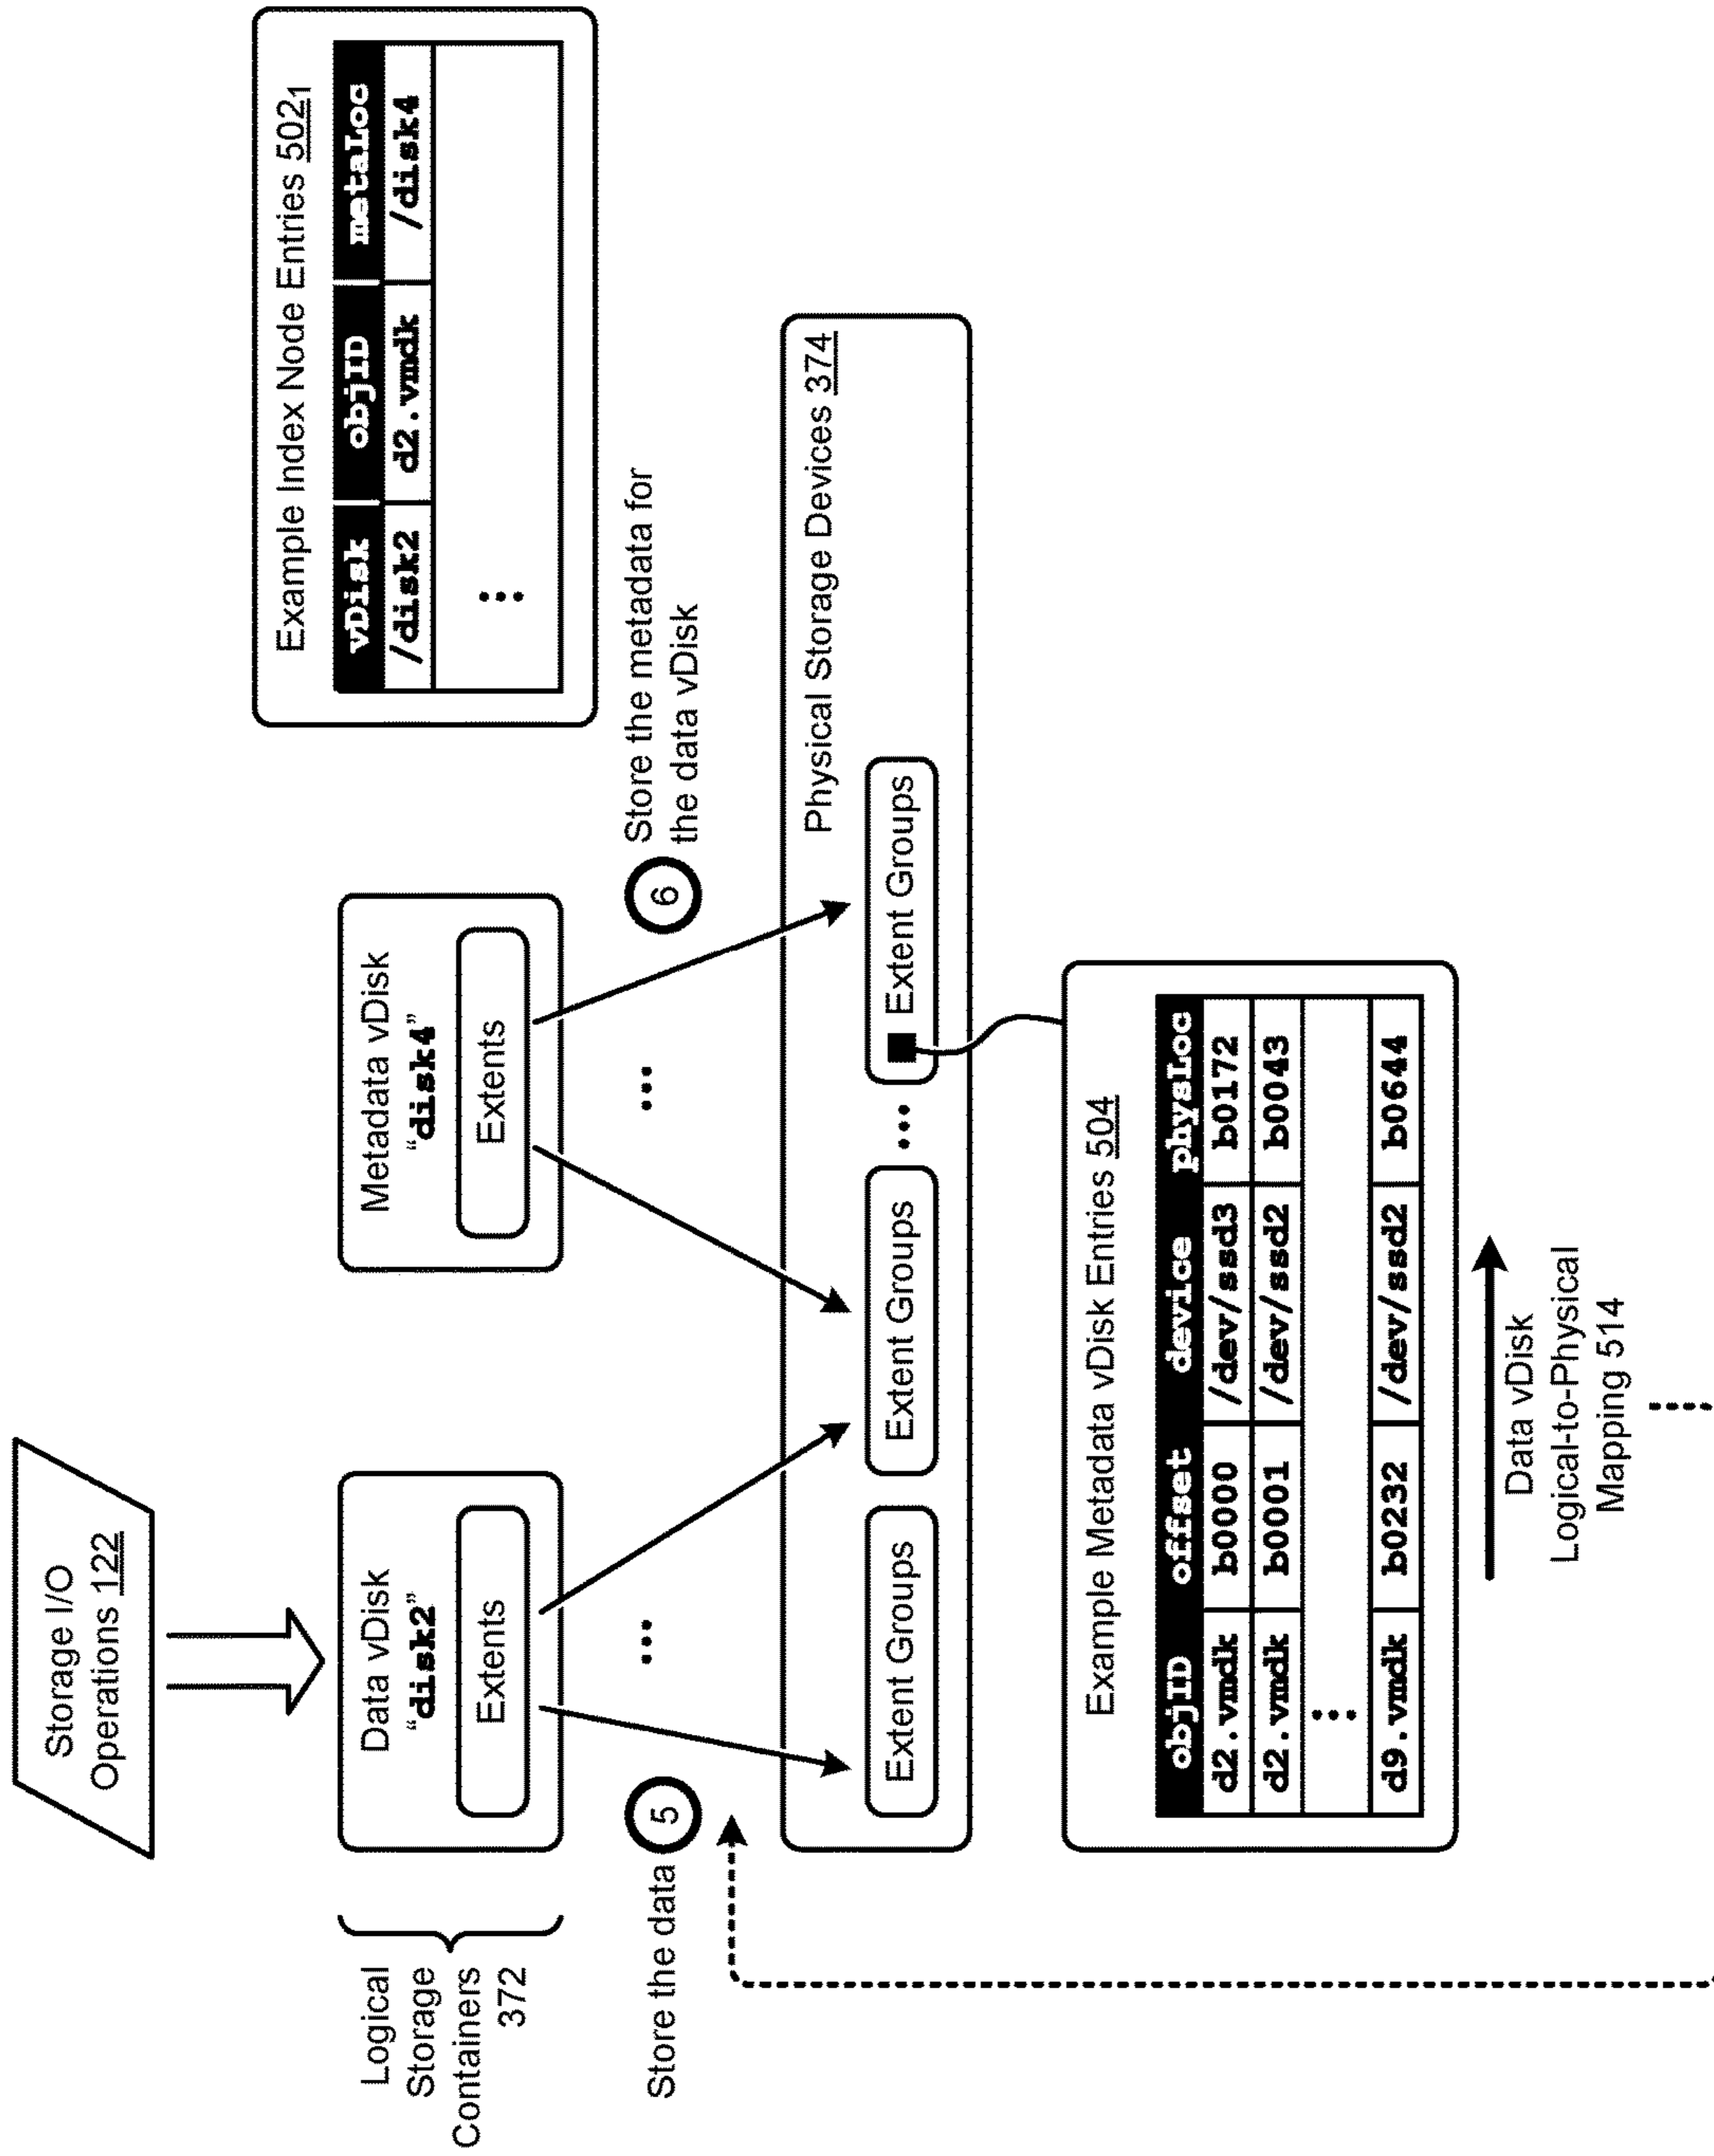 Storage I/O
Operations 122
Logical
Storage
Containers
372
Data vDisk
“disk2”
Extents
Metadata vDisk
“disk4”
Extents
Example Index Node Entries 502₁
vDisk objID metaLoc
/disk2 d2.vmdk /disk4
⋮
Store the data 5
...
...
6 Store the metadata for
the data vDisk
Physical Storage Devices 374
Extent Groups Extent Groups ... Extent Groups
Example Metadata vDisk Entries 504
objID offset device physLoc
d2.vmdk b0000 /dev/ssd3 b0172
d2.vmdk b0001 /dev/ssd2 b0043
⋮
d9.vmdk b0232 /dev/ssd2 b0644
Data vDisk
Logical-to-Physical
Mapping 514